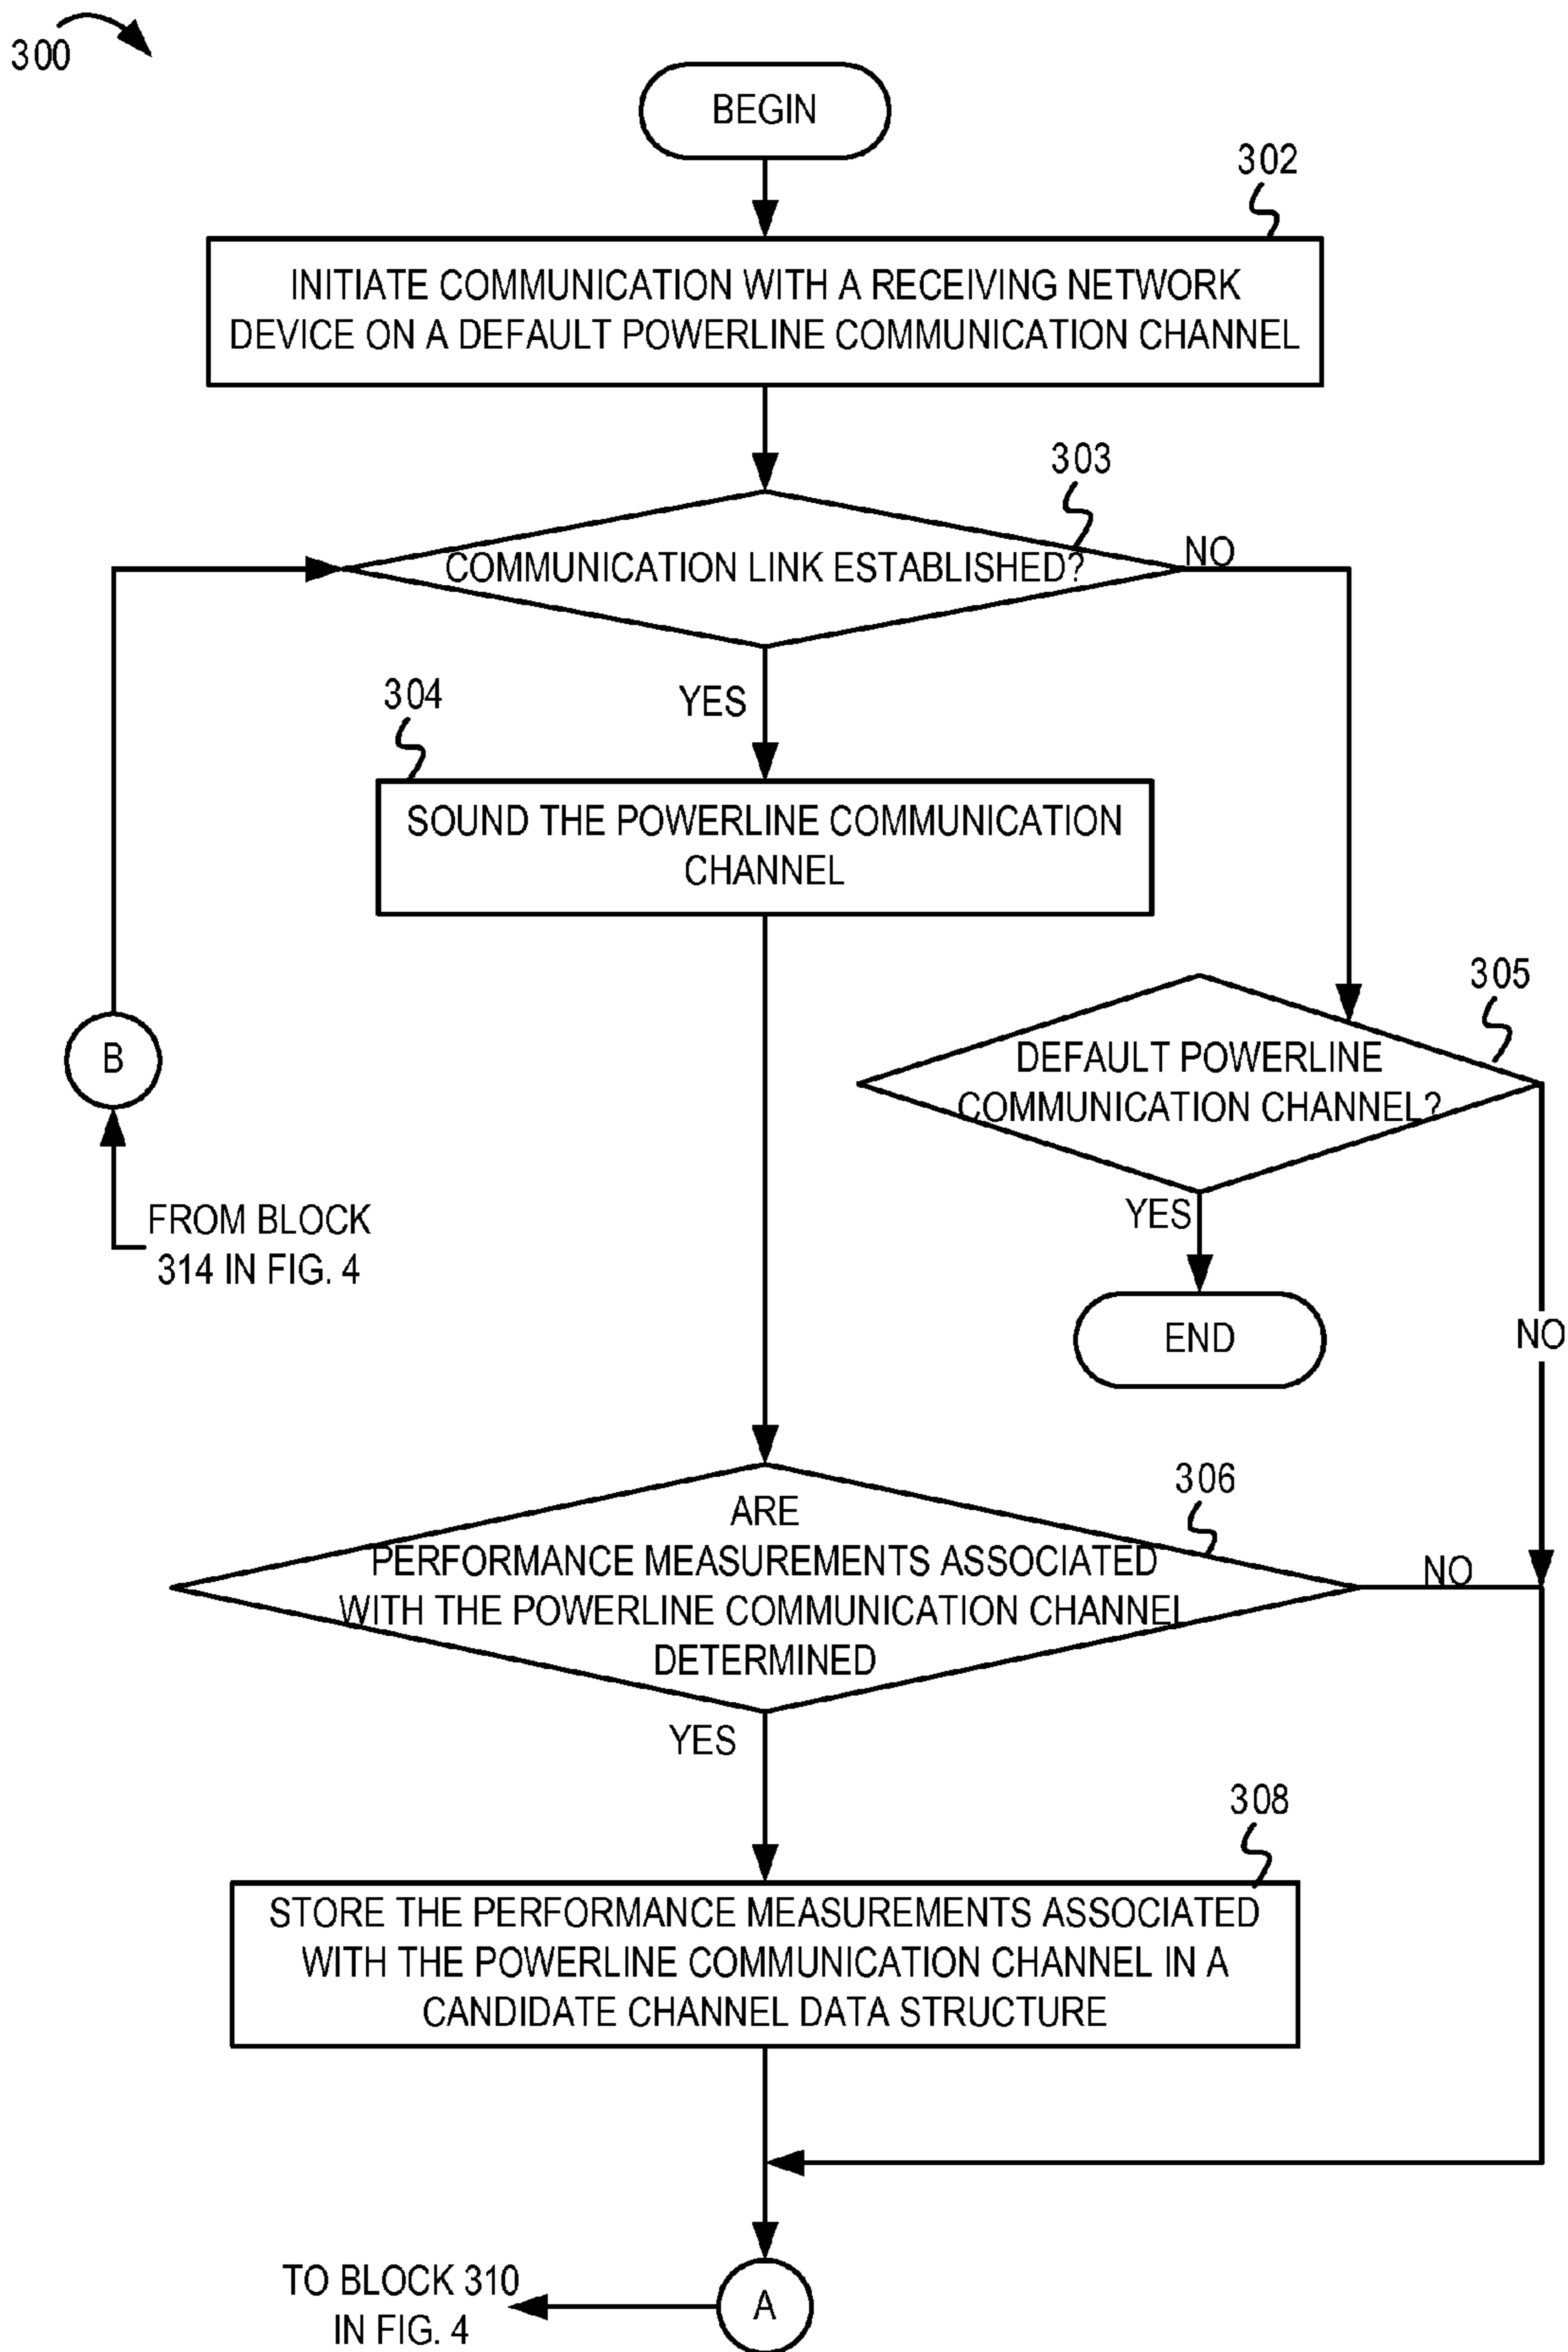 300
BEGIN
302
INITIATE COMMUNICATION WITH A RECEIVING NETWORK
DEVICE ON A DEFAULT POWERLINE COMMUNICATION CHANNEL
303
COMMUNICATION LINK ESTABLISHED?
NO
304
YES
SOUND THE POWERLINE COMMUNICATION
CHANNEL
305
DEFAULT POWERLINE
COMMUNICATION CHANNEL?
B
FROM BLOCK
314 IN FIG. 4
YES
END
NO
306
ARE
PERFORMANCE MEASUREMENTS ASSOCIATED
WITH THE POWERLINE COMMUNICATION CHANNEL
DETERMINED
NO
YES
308
STORE THE PERFORMANCE MEASUREMENTS ASSOCIATED
WITH THE POWERLINE COMMUNICATION CHANNEL IN A
CANDIDATE CHANNEL DATA STRUCTURE
TO BLOCK 310
IN FIG. 4
A